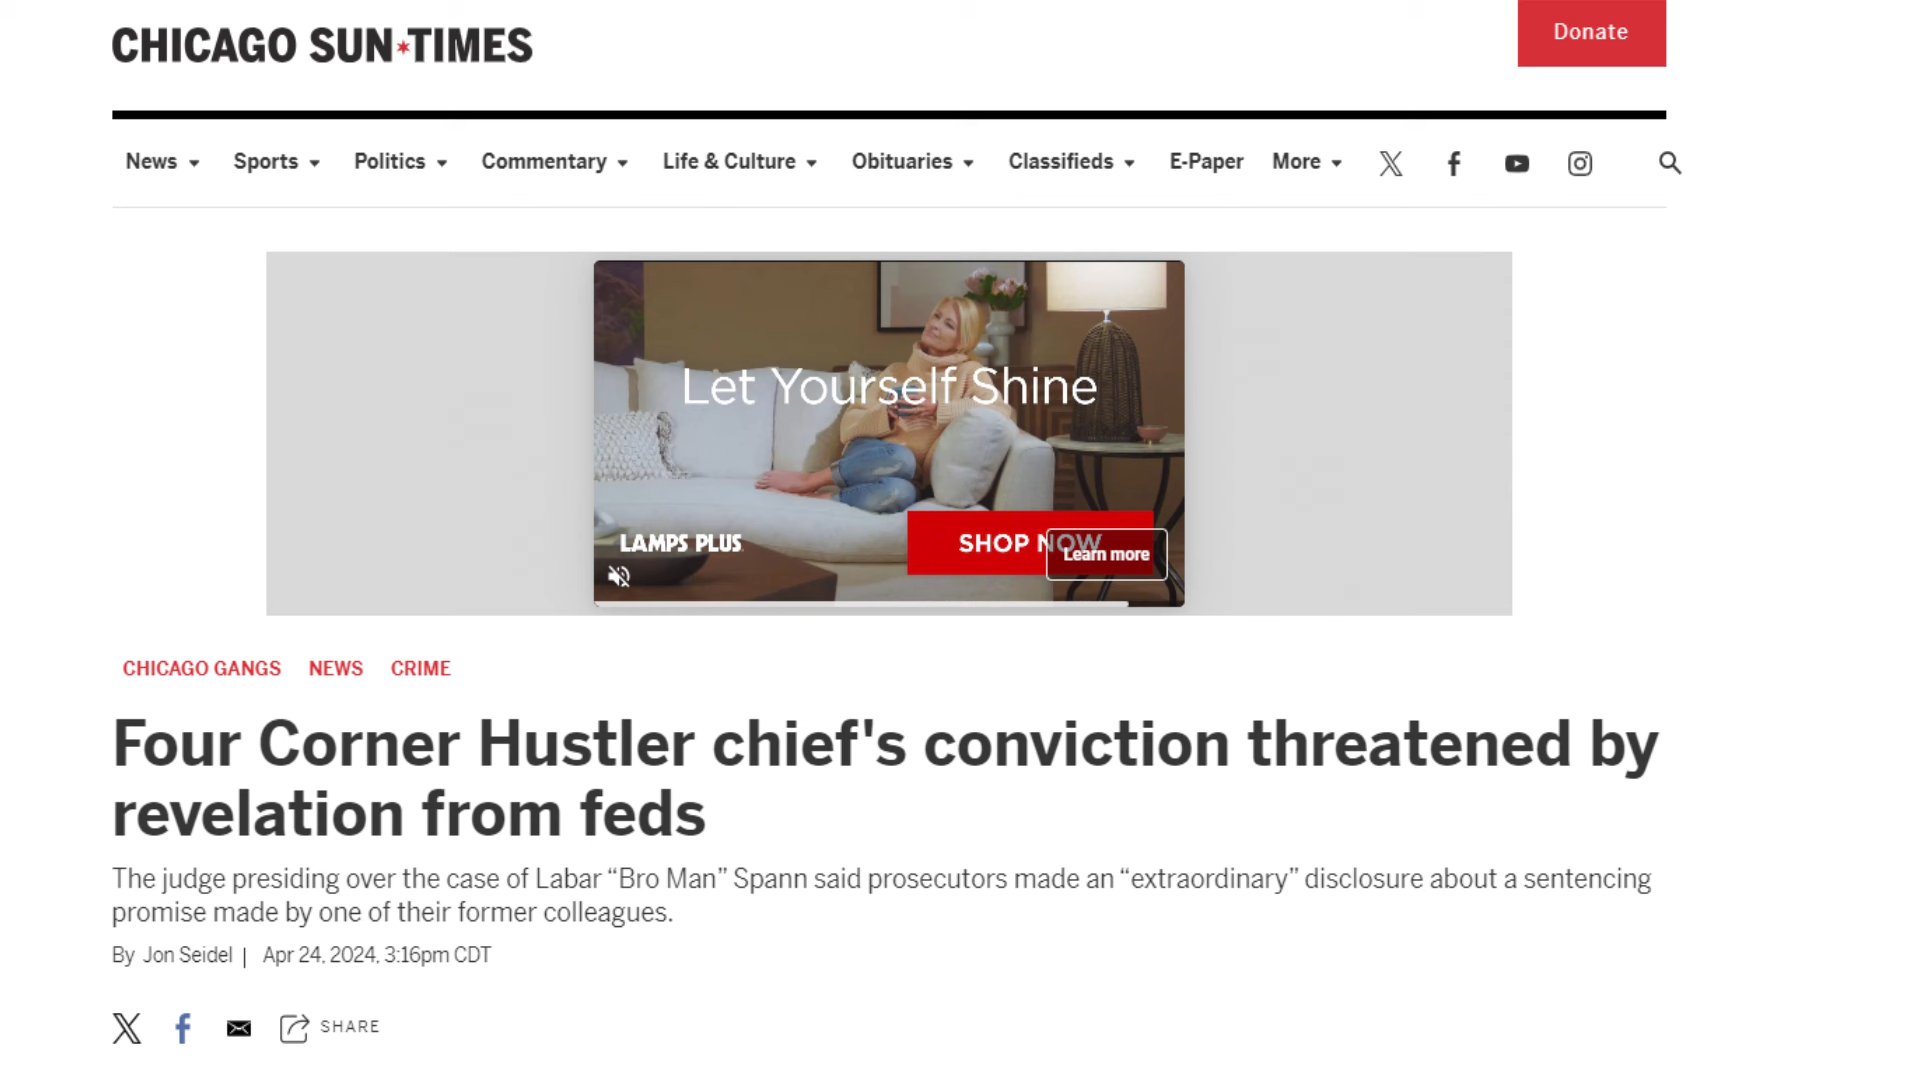 CHICAGO SUN*TIMES
Donate
News Sports Politics Commentary Life & Culture Obituaries Classifieds E-Paper More
Let Yourself Shine
LAMPS PLUS
SHOP NOW
Learn more
CHICAGO GANGS NEWS CRIME
Four Corner Hustler chief's conviction threatened by
revelation from feds
The judge presiding over the case of Labar “Bro Man” Spann said prosecutors made an “extraordinary” disclosure about a sentencing
promise made by one of their former colleagues.
By Jon Seidel | Apr 24, 2024, 3:16pm CDT
SHARE